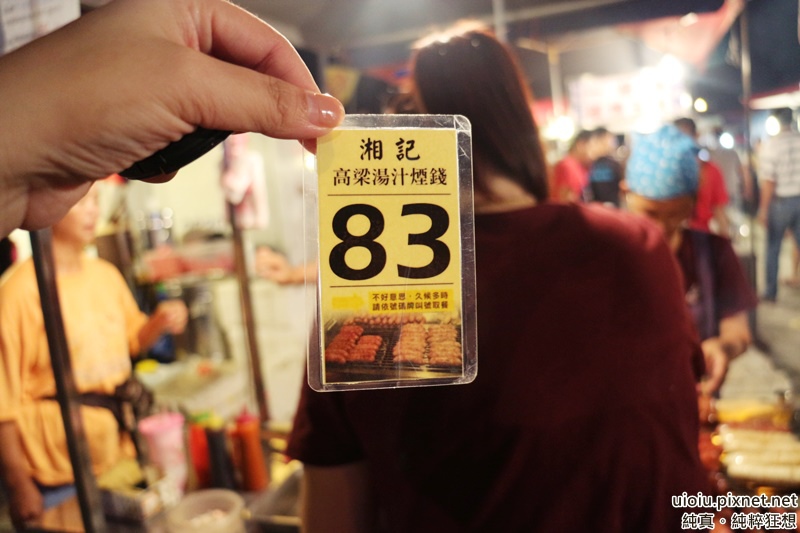 湘記
高梁湯汁煙錢
83
不好意思,久候多時
請依號碼牌叫號取餐
uioiu.pixnet.net
純真。純粹狂想